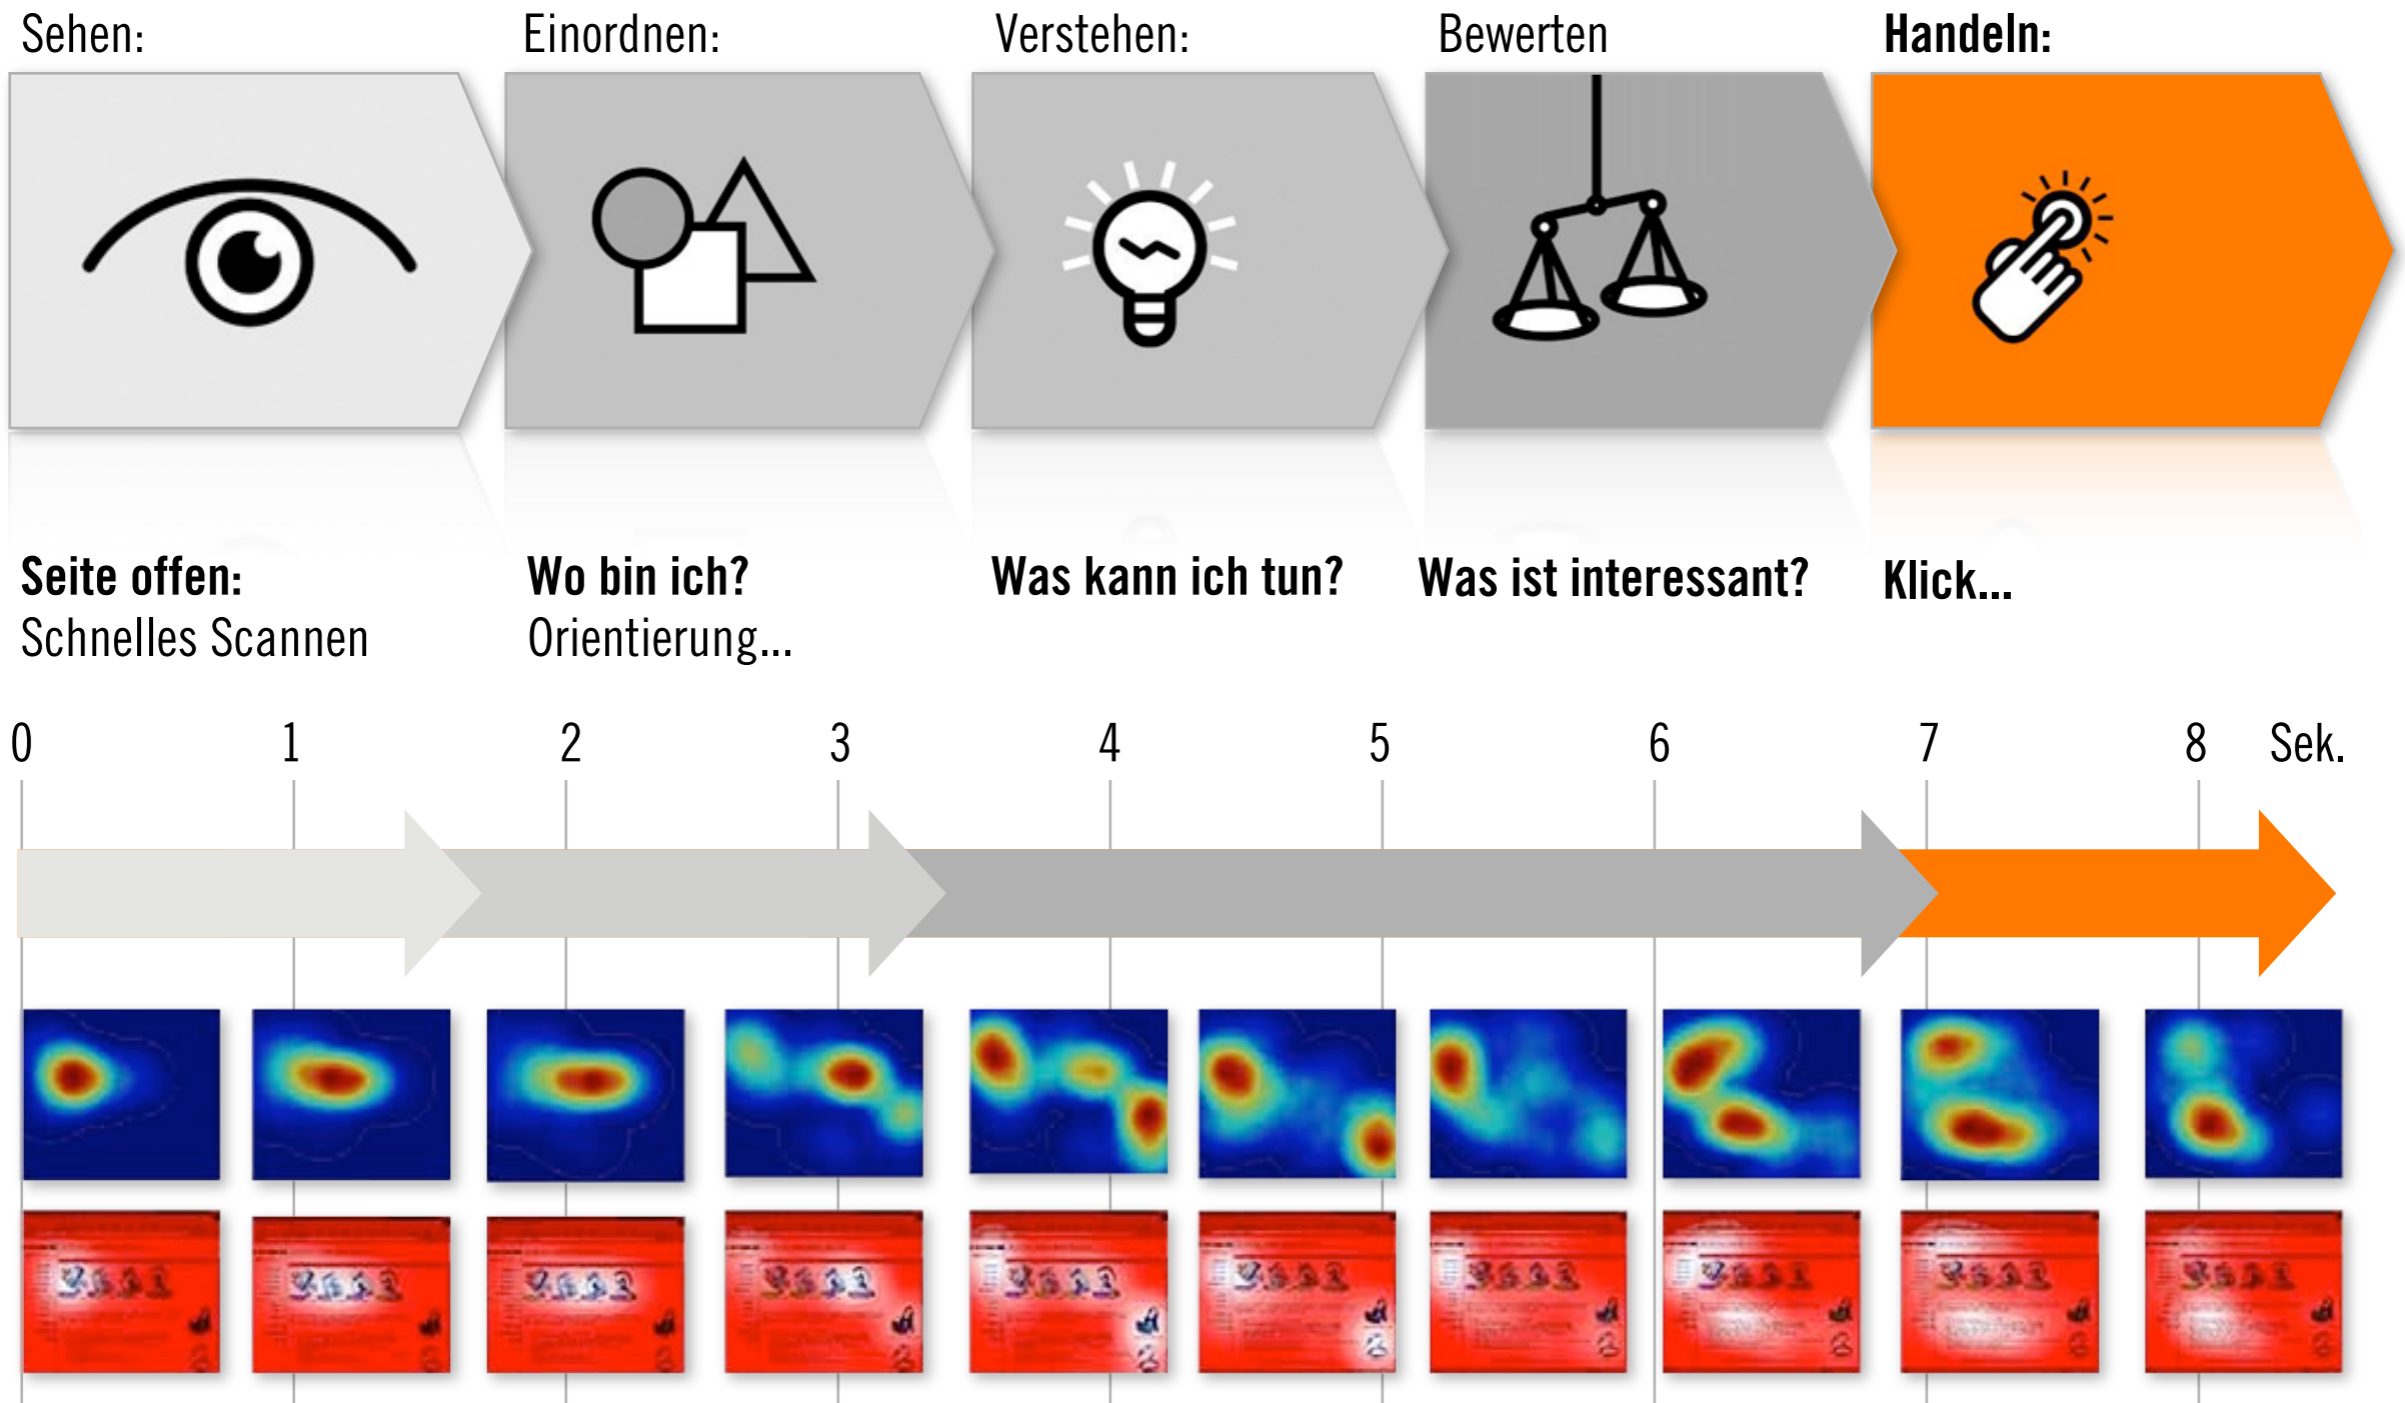 Sehen:
Einordnen:
Verstehen:
Bewerten
Handeln:
Seite offen:
Schnelles Scannen
Wo bin ich?
Orientierung...
Was kann ich tun?
Was ist interessant?
Klick...
0 1 2 3 4 5 6 7 8 Sek.